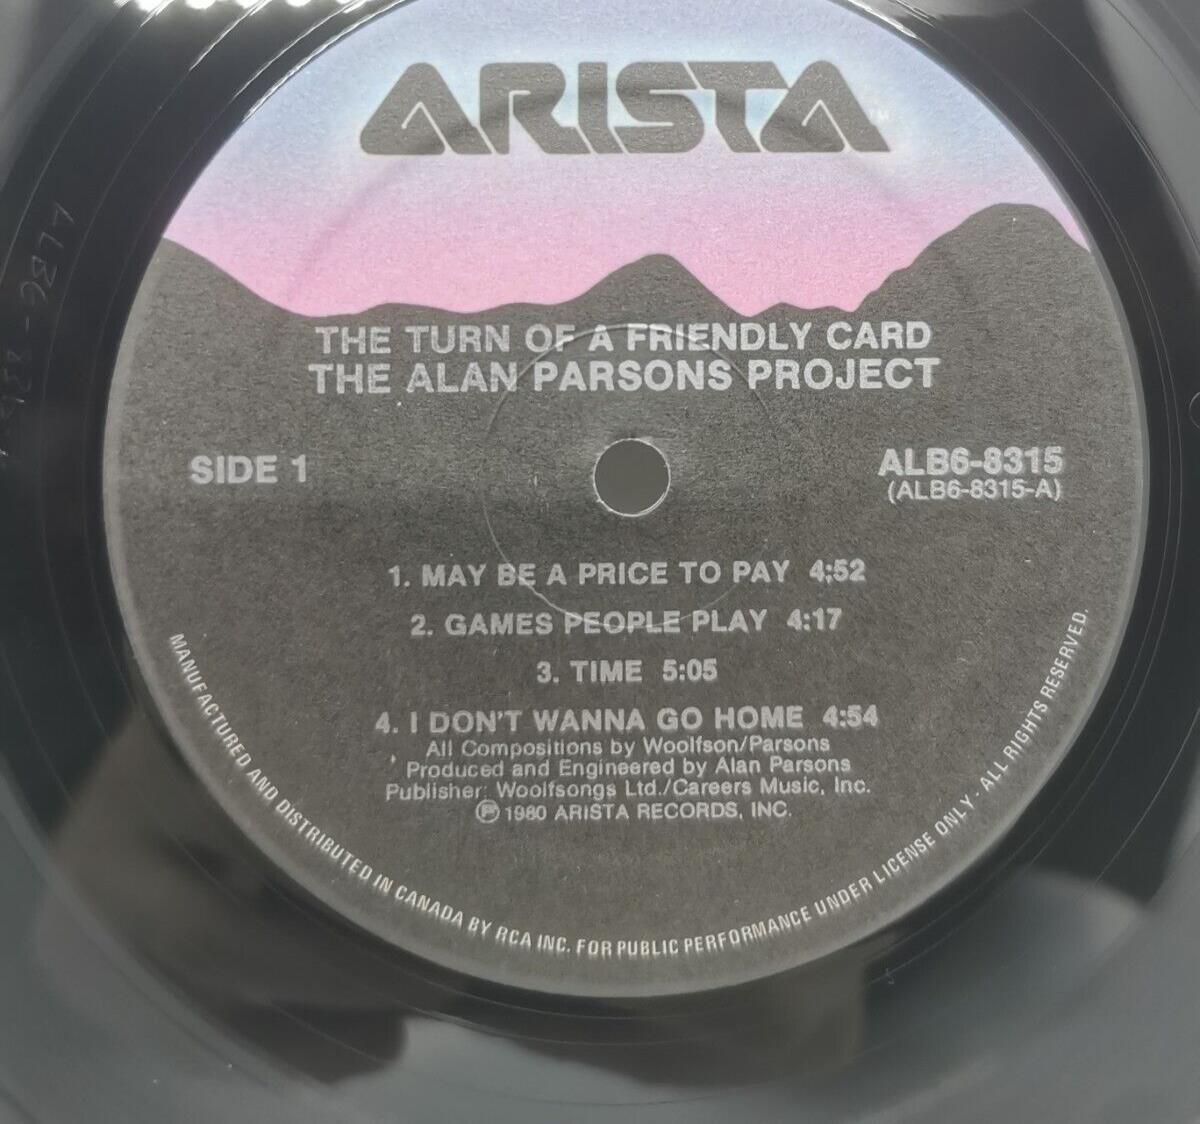 ARISTA
THE TURN OF A FRIENDLY CARD
THE ALAN PARSONS PROJECT
SIDE 1
ALB6-8315
(ALB6-8315-A)
1. MAY BE A PRICE TO PAY 4;52
2. GAMES PEOPLE PLAY 4:17
3. TIME 5:05
4. I DON'T WANNA GO HOME 4:54
All Compositions by Woolfson/Parsons
Produced and Engineered by Alan Parsons
Publisher: Woolfsongs Ltd./Careers Music, Inc.
℗ 1980 ARISTA RECORDS, INC.
MANUFACTURED AND DISTRIBUTED IN CANADA BY RCA INC. FOR PUBLIC PERFORMANCE UNDER LICENSE ONLY - ALL RIGHTS RESERVED.